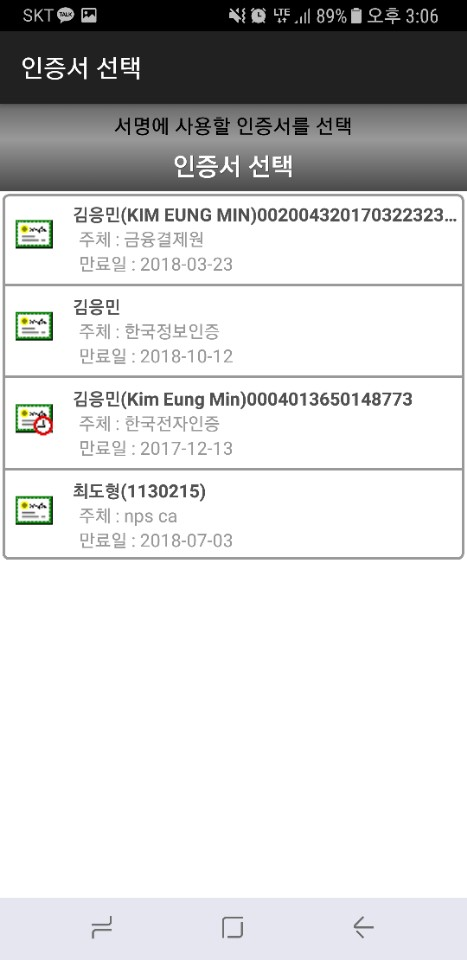 SKT TALK LTE 89% 오후 3:06
인증서 선택
서명에 사용할 인증서를 선택
인증서 선택
김응민(KIM EUNG MIN)002004320170322323...
주체 : 금융결제원
만료일 : 2018-03-23
김응민
주체 : 한국정보인증
만료일 : 2018-10-12
김응민(Kim Eung Min)0004013650148773
주체 : 한국전자인증
만료일 : 2017-12-13
최도형(1130215)
주체 : nps ca
만료일 : 2018-07-03